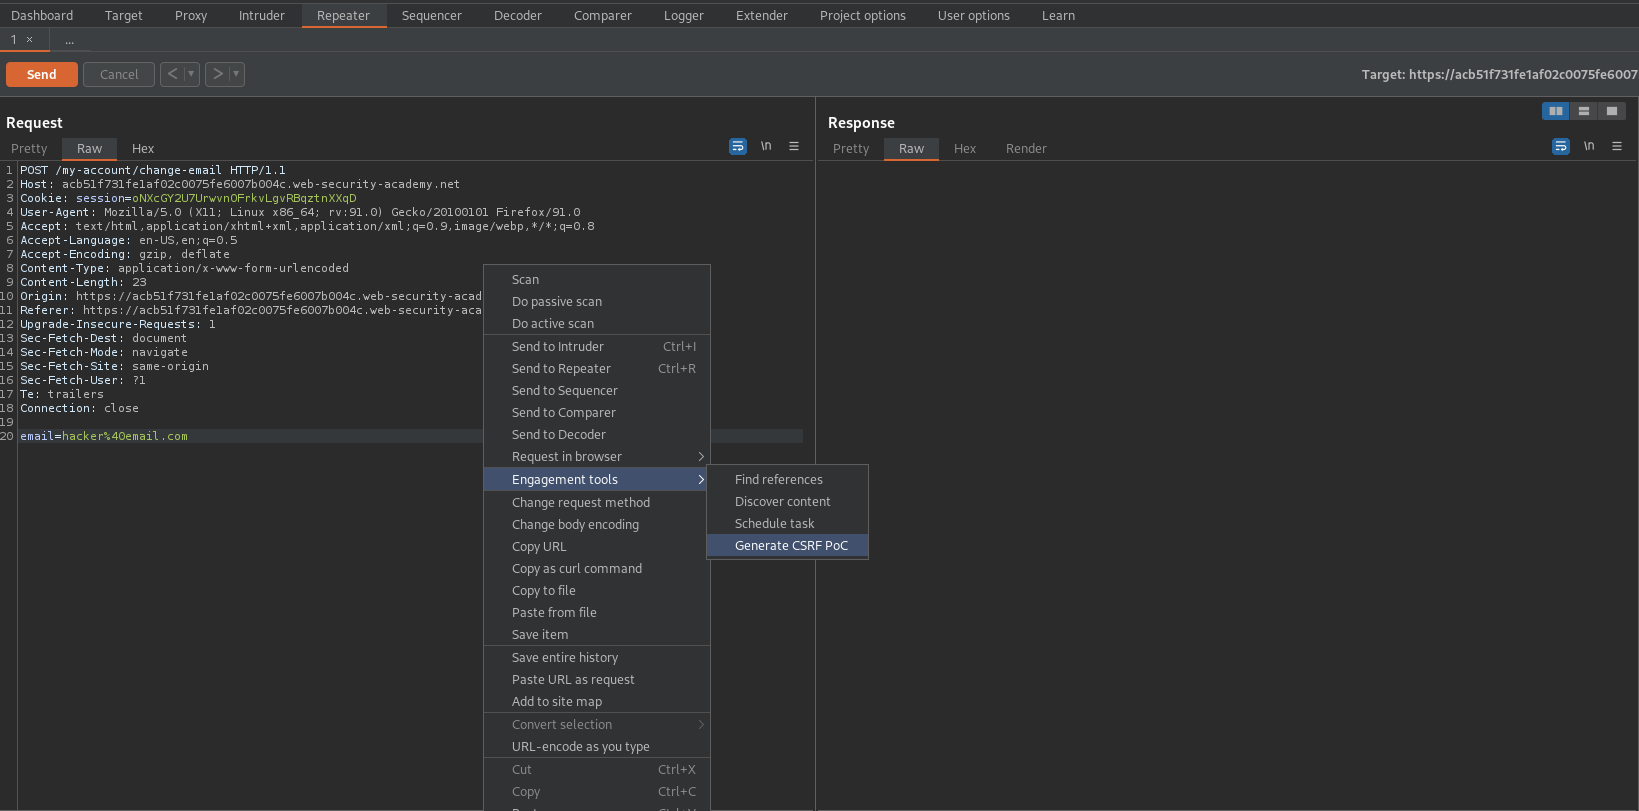 Dashboard Target Proxy Intruder Repeater Sequencer Decoder Comparer Logger Extender Project options User options Learn
1 × ...
Send Cancel < > Target: https://acb51f731fe1af02c0075fe6007
Request
Pretty Raw Hex \n
1 POST /my-account/change-email HTTP/1.1
2 Host: acb51f731fe1af02c0075fe6007b004c.web-security-academy.net
3 Cookie: session=oNXcGY2U7UrwvnOFrkvLgvRBqztnXXqD
4 User-Agent: Mozilla/5.0 (X11; Linux x86_64; rv:91.0) Gecko/20100101 Firefox/91.0
5 Accept: text/html,application/xhtml+xml,application/xml;q=0.9,image/webp,*/*;q=0.8
6 Accept-Language: en-US,en;q=0.5
7 Accept-Encoding: gzip, deflate
8 Content-Type: application/x-www-form-urlencoded
9 Content-Length: 23
10 Origin: https://acb51f731fe1af02c0075fe6007b004c.web-security-acad
11 Referer: https://acb51f731fe1af02c0075fe6007b004c.web-security-aca
12 Upgrade-Insecure-Requests: 1
13 Sec-Fetch-Dest: document
14 Sec-Fetch-Mode: navigate
15 Sec-Fetch-Site: same-origin
16 Sec-Fetch-User: ?1
17 Te: trailers
18 Connection: close
19
20 email=hacker%40email.com
Scan
Do passive scan
Do active scan
Send to Intruder Ctrl+I
Send to Repeater Ctrl+R
Send to Sequencer
Send to Comparer
Send to Decoder
Request in browser
Engagement tools
Change request method
Change body encoding
Copy URL
Copy as curl command
Copy to file
Paste from file
Save item
Save entire history
Paste URL as request
Add to site map
Convert selection
URL-encode as you type
Cut Ctrl+X
Copy Ctrl+C
Find references
Discover content
Schedule task
Generate CSRF PoC
Response
Pretty Raw Hex Render \n